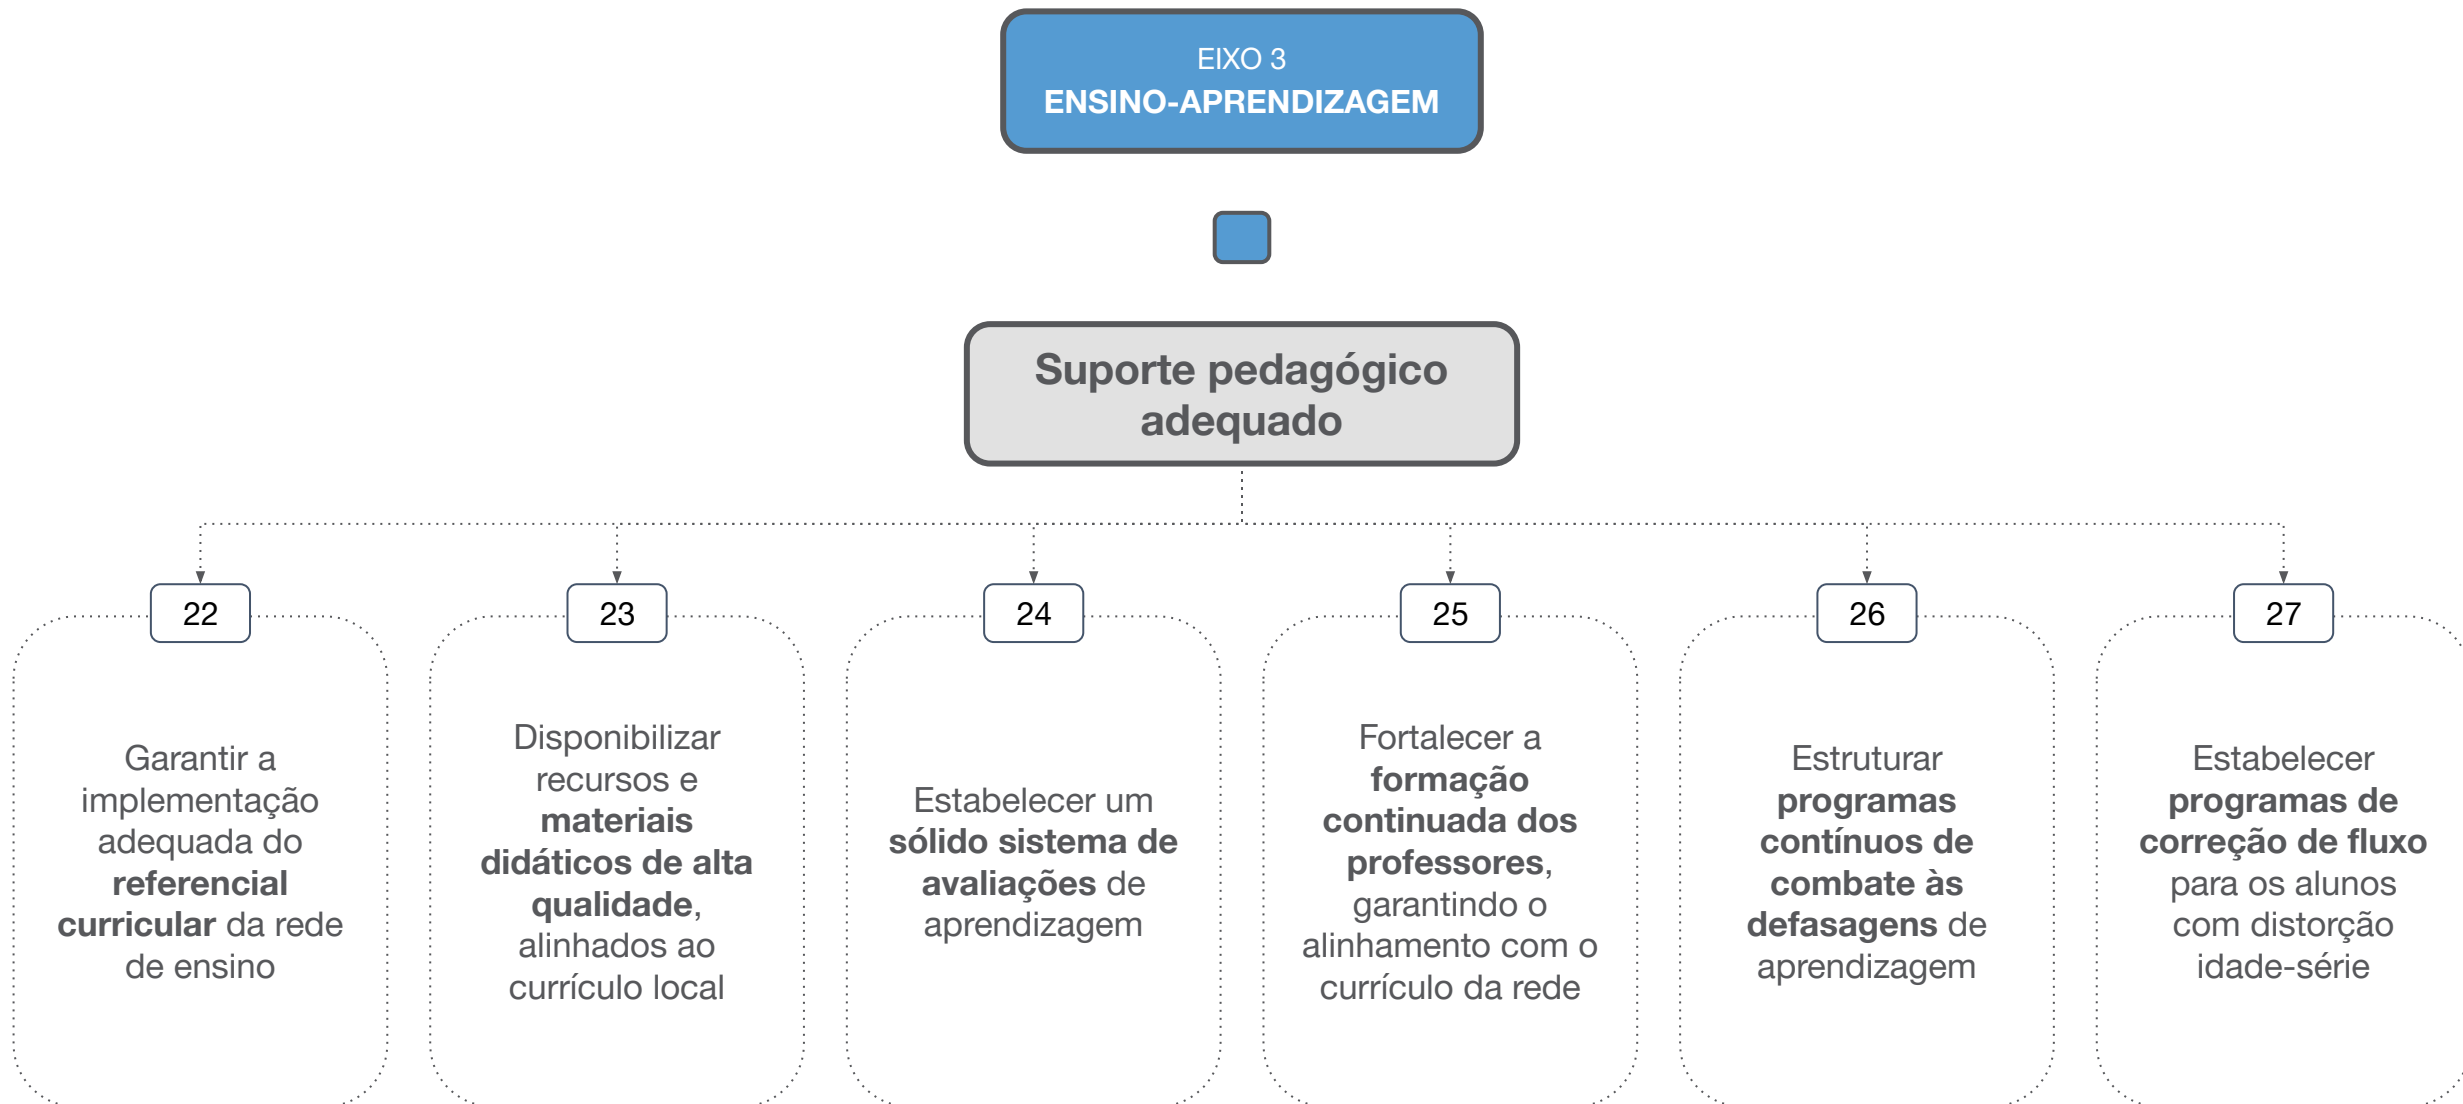 EIXO 3
ENSINO-APRENDIZAGEM
Suporte pedagógico
adequado
22
Garantir a
implementação
adequada do
referencial
curricular da rede
de ensino
23
Disponibilizar
recursos e
materiais
didáticos de alta
qualidade,
alinhados ao
currículo local
24
Estabelecer um
sólido sistema de
avaliações de
aprendizagem
25
Fortalecer a
formação
continuada dos
professores,
garantindo o
alinhamento com o
currículo da rede
26
Estruturar
programas
contínuos de
combate às
defasagens de
aprendizagem
27
Estabelecer
programas de
correção de fluxo
para os alunos
com distorção
idade-série